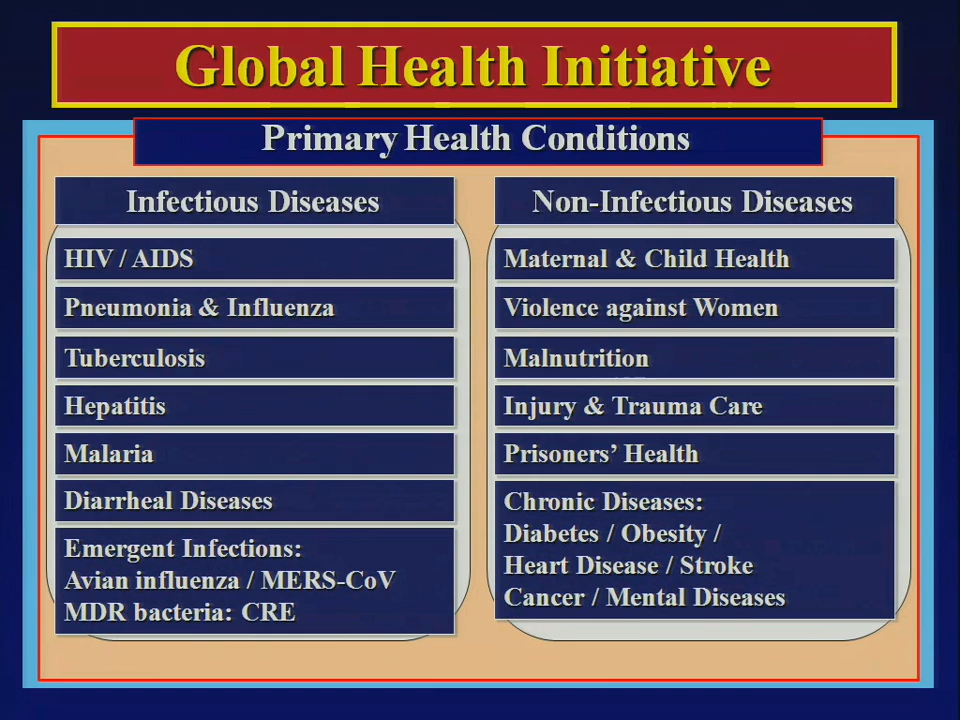 Global Health Initiative
Primary Health Conditions
Infectious Diseases
HIV / AIDS
Pneumonia & Influenza
Tuberculosis
Hepatitis
Malaria
Diarrheal Diseases
Emergent Infections:
Avian influenza / MERS-CoV
MDR bacteria: CRE
Non-Infectious Diseases
Maternal & Child Health
Violence against Women
Malnutrition
Injury & Trauma Care
Prisoners’ Health
Chronic Diseases:
Diabetes / Obesity /
Heart Disease / Stroke
Cancer / Mental Diseases